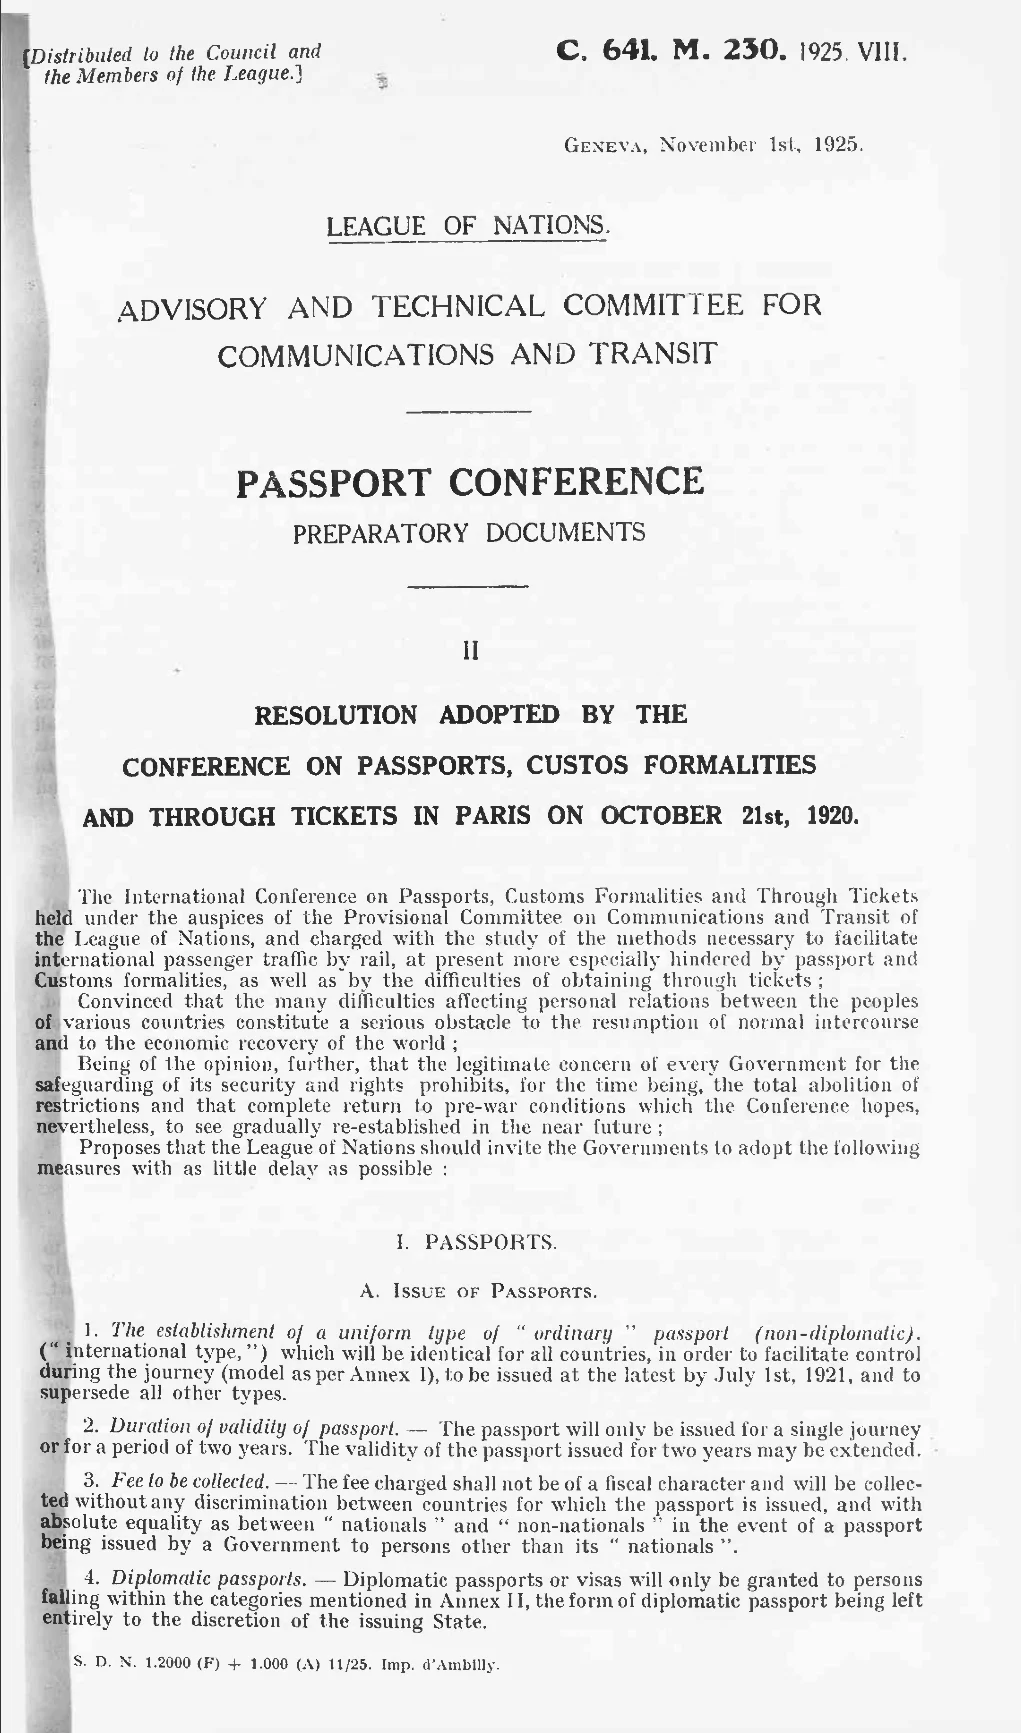 [Distributed to the Council and
the Members of the League.]
C. 641. M. 230. 1925. VIII.
GENEVA, November 1st, 1925.
LEAGUE OF NATIONS.
ADVISORY AND TECHNICAL COMMITTEE FOR
COMMUNICATIONS AND TRANSIT
PASSPORT CONFERENCE
PREPARATORY DOCUMENTS
II
RESOLUTION ADOPTED BY THE
CONFERENCE ON PASSPORTS, CUSTOS FORMALITIES
AND THROUGH TICKETS IN PARIS ON OCTOBER 21st, 1920.
The International Conference on Passports, Customs Formalities and Through Tickets
held under the auspices of the Provisional Committee on Communications and Transit of
the League of Nations, and charged with the study of the methods necessary to facilitate
international passenger traffic by rail, at present more especially hindered by passport and
Customs formalities, as well as by the difficulties of obtaining through tickets ;
Convinced that the many difficulties affecting personal relations between the peoples
of various countries constitute a serious obstacle to the resumption of normal intercourse
and to the economic recovery of the world ;
Being of the opinion, further, that the legitimate concern of every Government for the
safeguarding of its security and rights prohibits, for the time being, the total abolition of
restrictions and that complete return to pre-war conditions which the Conference hopes,
nevertheless, to see gradually re-established in the near future ;
Proposes that the League of Nations should invite the Governments to adopt the following
measures with as little delay as possible :
I. PASSPORTS.
A. ISSUE OF PASSPORTS.
1. The establishment of a uniform type of " ordinary " passport (non-diplomatic).
(" international type, ") which will be identical for all countries, in order to facilitate control
during the journey (model as per Annex I), to be issued at the latest by July 1st, 1921, and to
supersede all other types.
2. Duration of validity of passport. — The passport will only be issued for a single journey
or for a period of two years. The validity of the passport issued for two years may be extended.
3. Fee to be collected. — The fee charged shall not be of a fiscal character and will be collec-
ted without any discrimination between countries for which the passport is issued, and with
absolute equality as between " nationals " and " non-nationals " in the event of a passport
being issued by a Government to persons other than its " nationals ".
4. Diplomatic passports. — Diplomatic passports or visas will only be granted to persons
falling within the categories mentioned in Annex II, the form of diplomatic passport being left
entirely to the discretion of the issuing State.
S. D. N. 1.2000 (F) + 1.000 (A) 11/25. Imp. d'Ambilly.